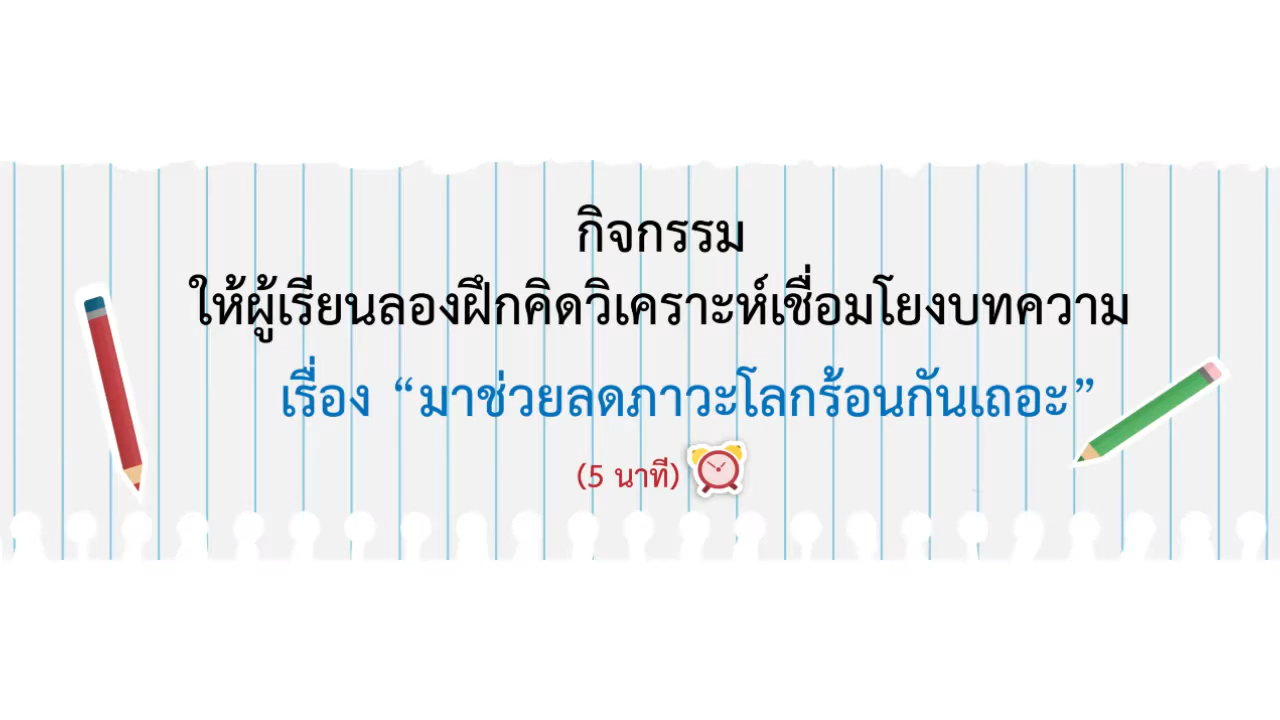 กิจกรรม
ให้ผู้เรียนลองฝึกคิดวิเคราะห์เชื่อมโยงบทความ
เรื่อง “มาช่วยลดภาวะโลกร้อนกันเถอะ”
(5 นาที)